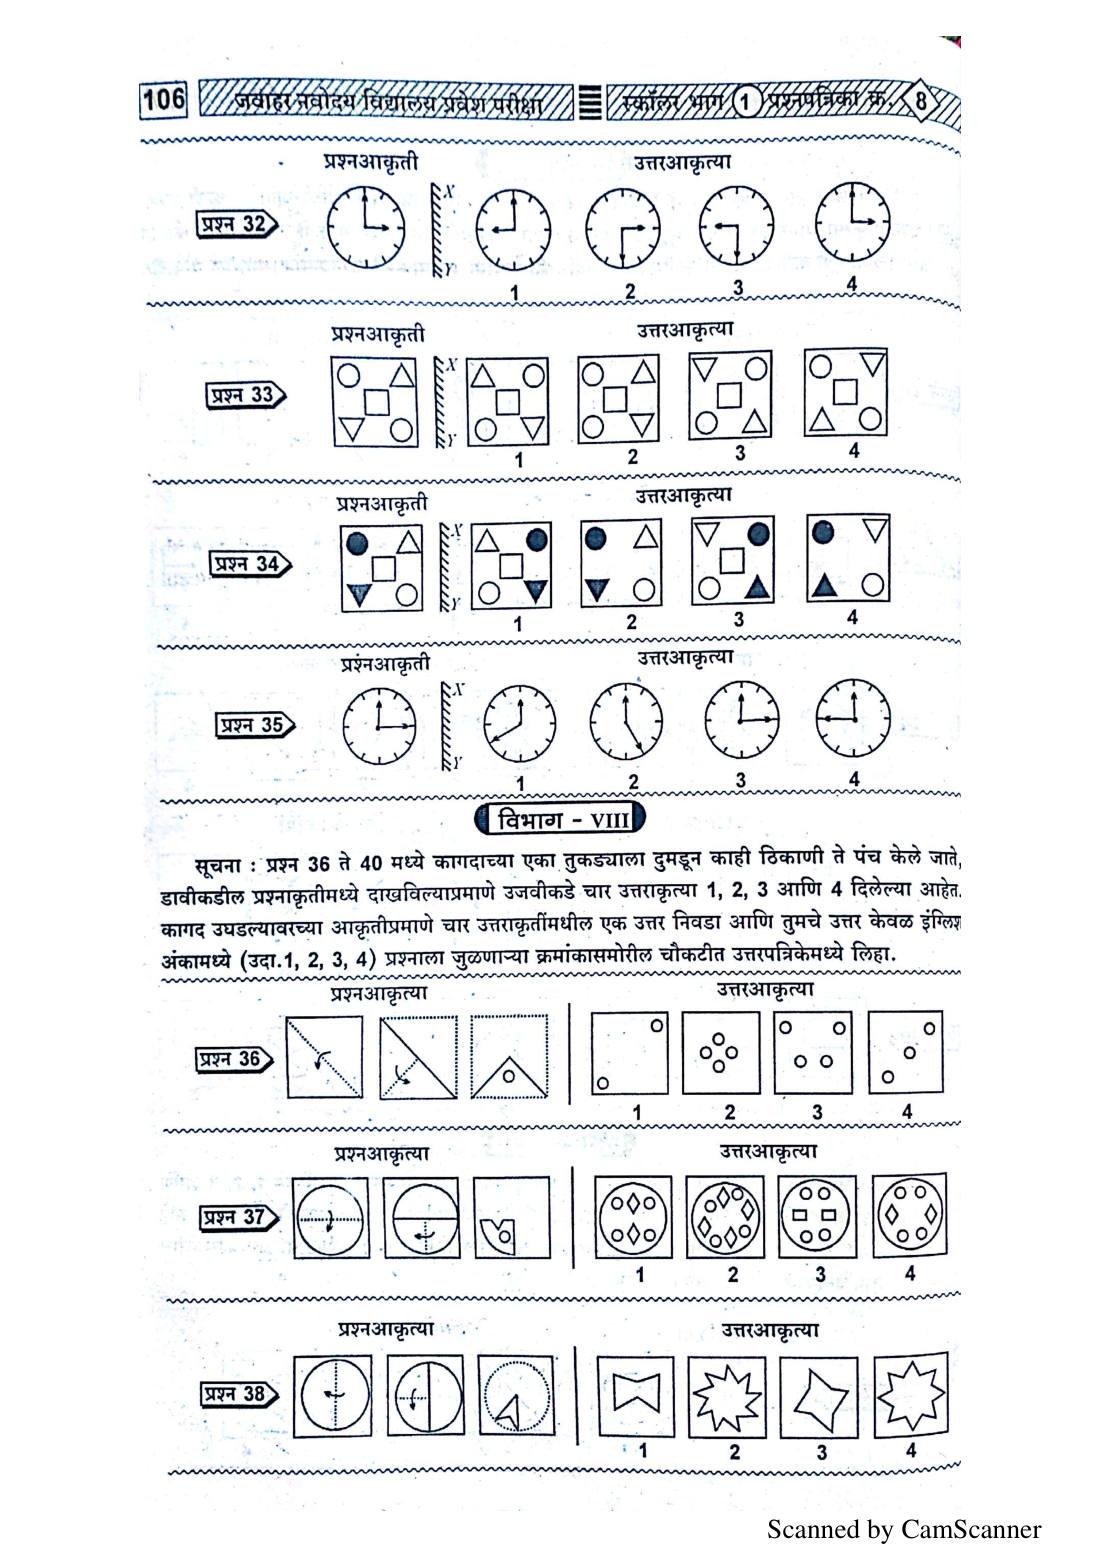 106 जवाहर नवोदय विद्यालय प्रवेश परीक्षा स्कॉलर भाग 1 प्रश्नपत्रिका क्र. 8
प्रश्नआकृती उत्तरआकृत्या
प्रश्न 32 X
Y
1 2 3 4
प्रश्नआकृती उत्तरआकृत्या
प्रश्न 33 X
Y
1 2 3 4
प्रश्नआकृती उत्तरआकृत्या
प्रश्न 34 X
Y
1 2 3 4
प्रश्नआकृती उत्तरआकृत्या
प्रश्न 35 X
Y
1 2 3 4
विभाग - VIII
सूचना : प्रश्न 36 ते 40 मध्ये कागदाच्या एका तुकड्याला दुमडून काही ठिकाणी ते पंच केले जाते,
डावीकडील प्रश्नाकृतीमध्ये दाखविल्याप्रमाणे उजवीकडे चार उत्तराकृत्या 1, 2, 3 आणि 4 दिलेल्या आहेत.
कागद उघडल्यावरच्या आकृतीप्रमाणे चार उत्तराकृतींमधील एक उत्तर निवडा आणि तुमचे उत्तर केवळ इंग्लिश
अंकामध्ये (उदा.1, 2, 3, 4) प्रश्नाला जुळणाऱ्या क्रमांकासमोरील चौकटीत उत्तरपत्रिकेमध्ये लिहा.
प्रश्नआकृत्या उत्तरआकृत्या
प्रश्न 36
1 2 3 4
प्रश्नआकृत्या उत्तरआकृत्या
प्रश्न 37
1 2 3 4
प्रश्नआकृत्या उत्तरआकृत्या
प्रश्न 38
1 2 3 4
Scanned by CamScanner